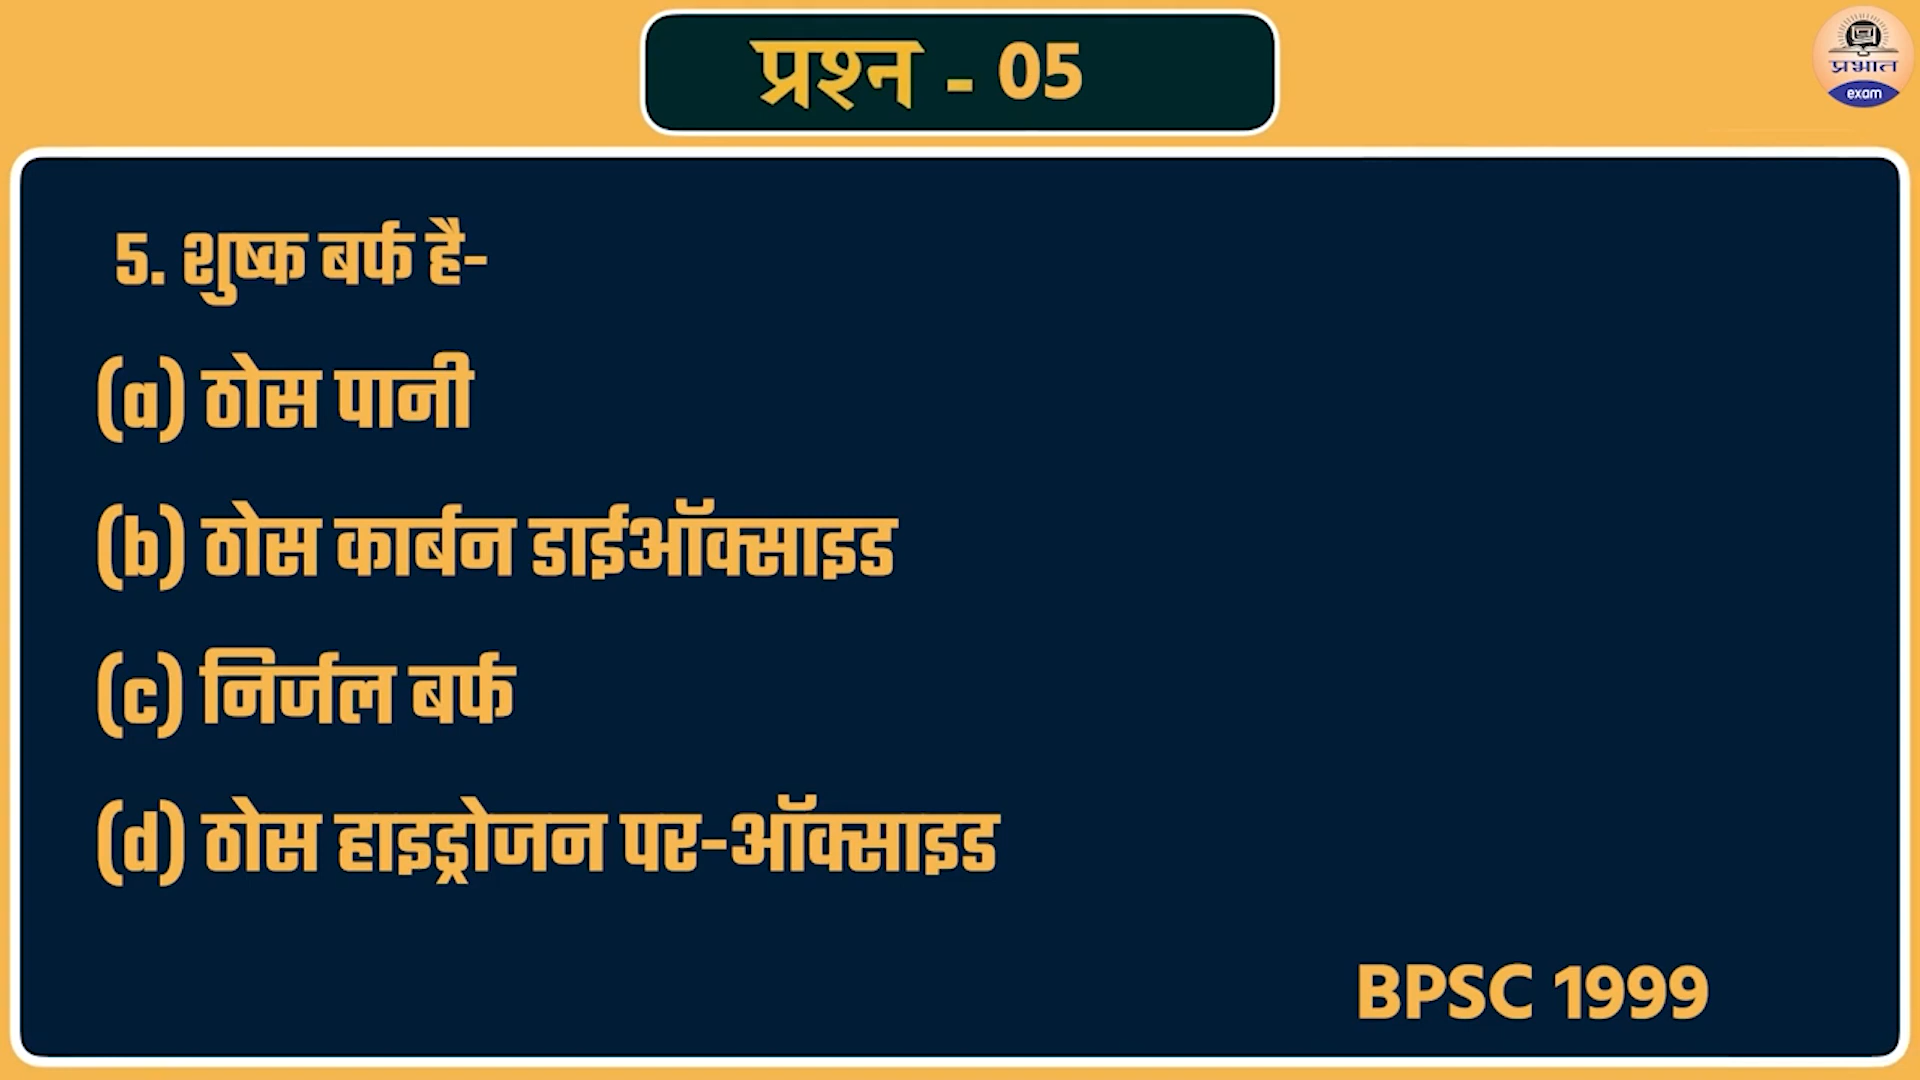 प्रश्न - 05
प्रभात
exam
5. शुष्क बर्फ है-
(a) ठोस पानी
(b) ठोस कार्बन डाईऑक्साइड
(c) निर्जल बर्फ
(d) ठोस हाइड्रोजन पर-ऑक्साइड
BPSC 1999